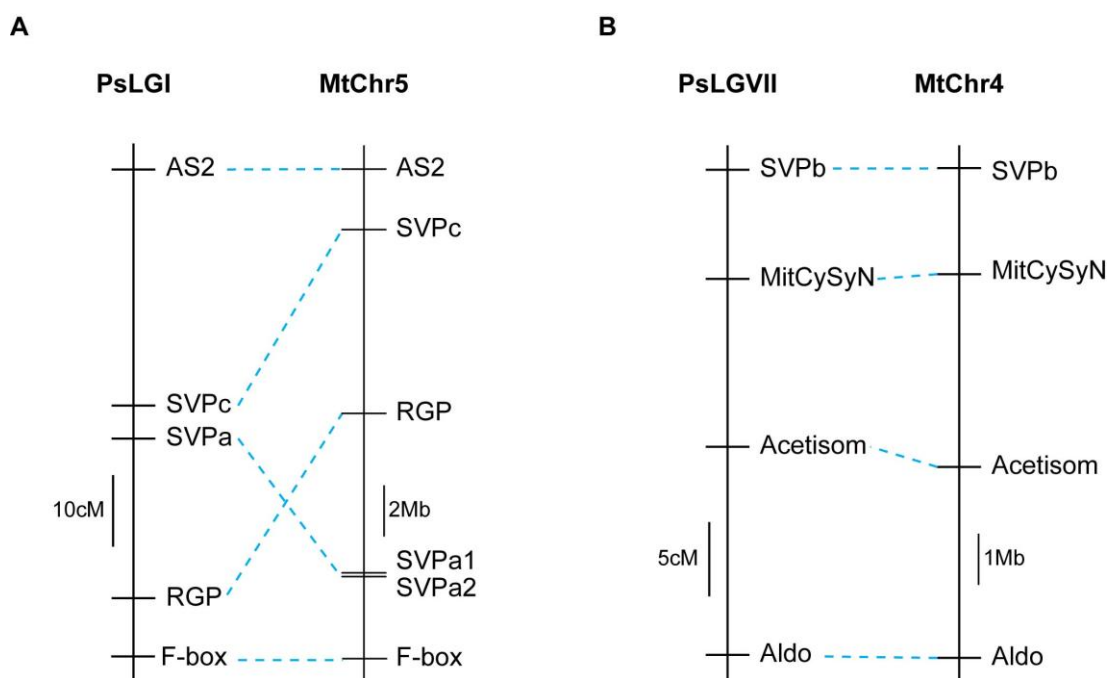 A
PsLGI
MtChr5
AS2
SVPc
SVPa
10cM
RGP
F-box
AS2
SVPc
RGP
2Mb
SVPa1
SVPa2
F-box
B
PsLGVII
MtChr4
SVPb
MitCySyN
Acetisom
5cM
Aldo
SVPb
MitCySyN
Acetisom
1Mb
Aldo